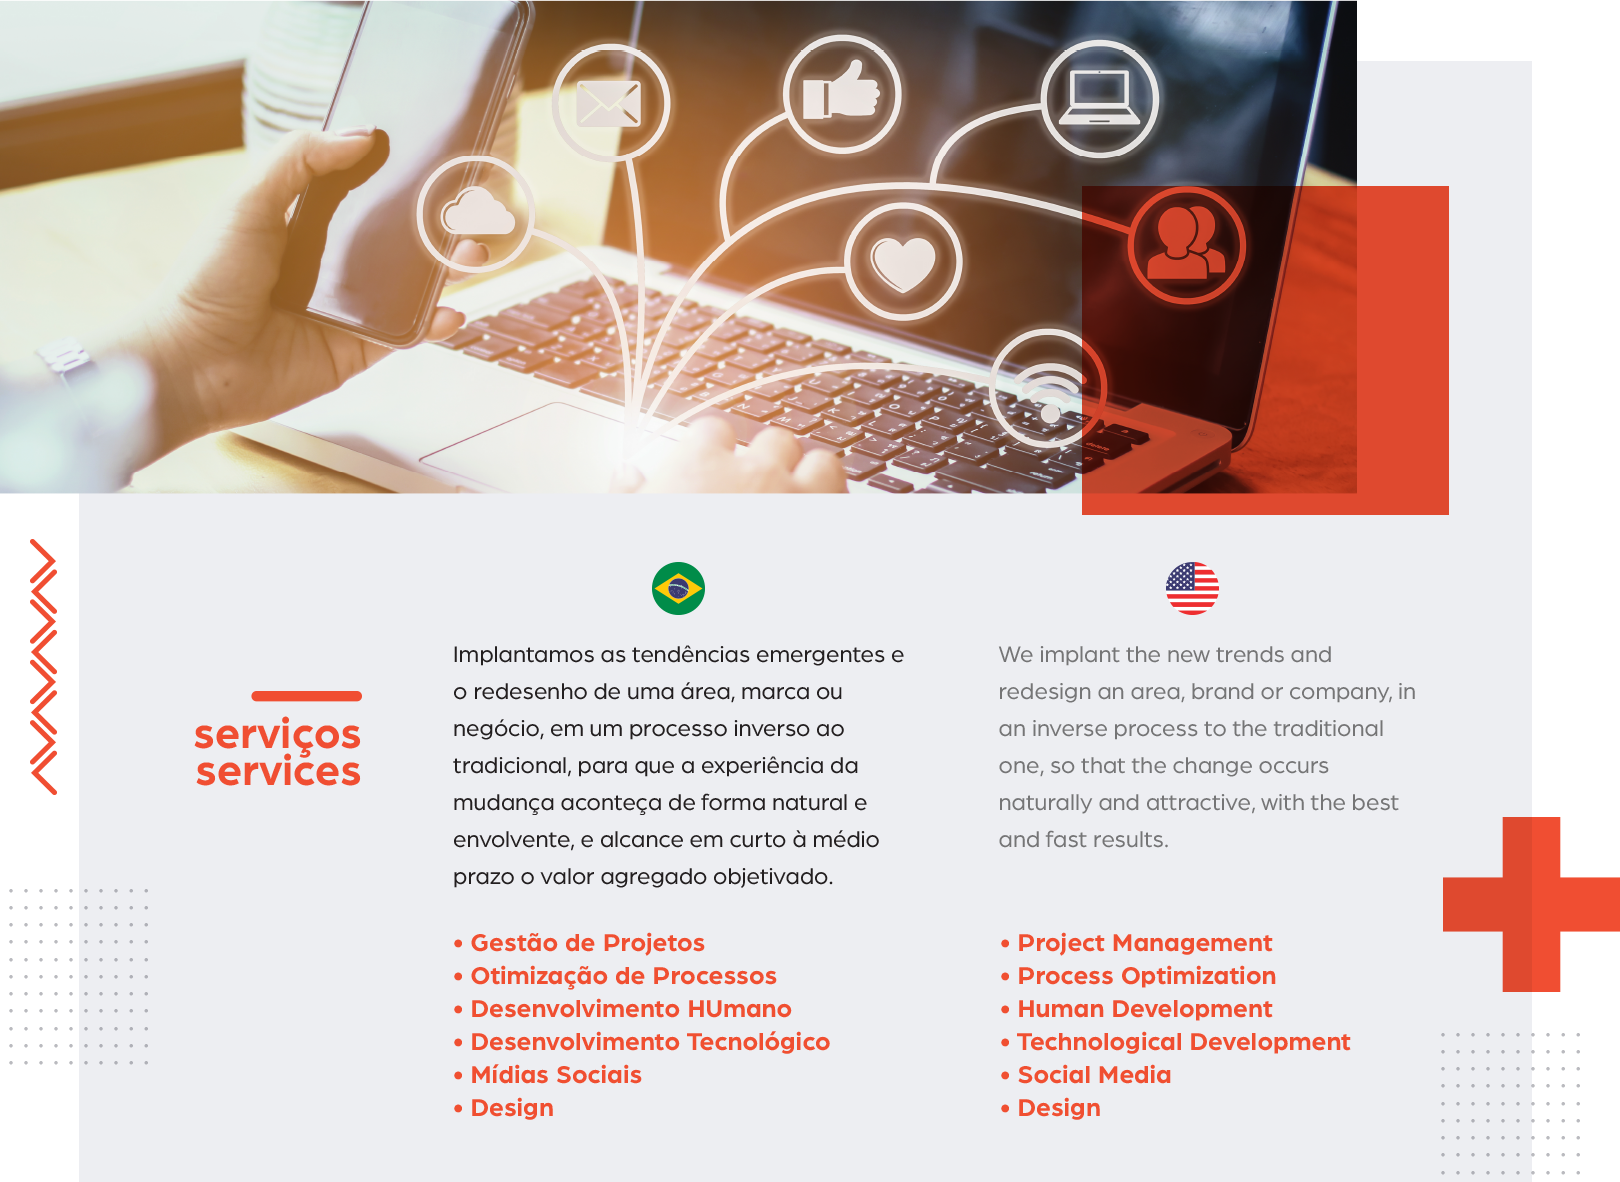 serviços
services
Implantamos as tendências emergentes e
o redesenho de uma área, marca ou
negócio, em um processo inverso ao
tradicional, para que a experiência da
mudança aconteça de forma natural e
envolvente, e alcance em curto à médio
prazo o valor agregado objetivado.
• Gestão de Projetos
• Otimização de Processos
• Desenvolvimento HUmano
• Desenvolvimento Tecnológico
• Mídias Sociais
• Design
We implant the new trends and
redesign an area, brand or company, in
an inverse process to the traditional
one, so that the change occurs
naturally and attractive, with the best
and fast results.
• Project Management
• Process Optimization
• Human Development
• Technological Development
• Social Media
• Design